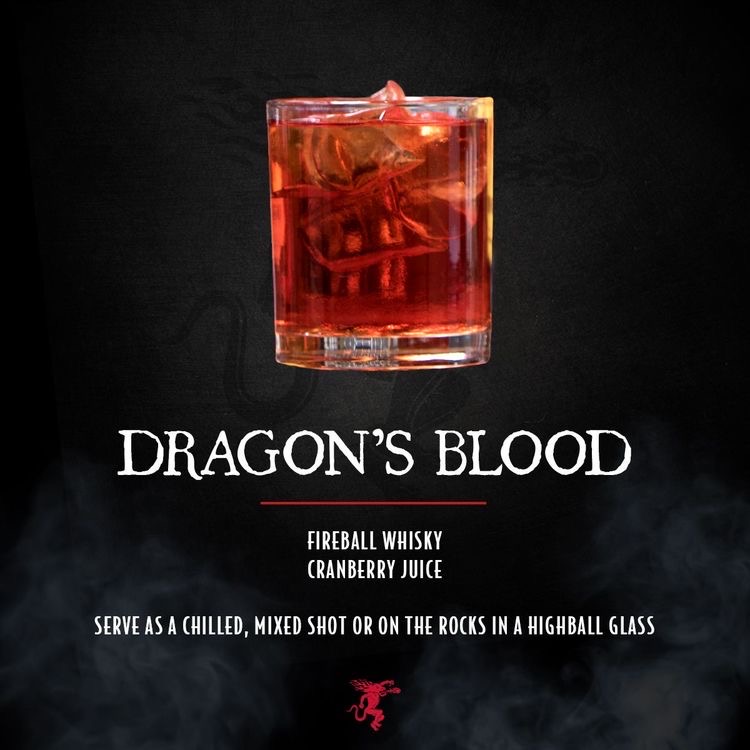 DRAGON'S BLOOD
FIREBALL WHISKY
CRANBERRY JUICE
SERVE AS A CHILLED, MIXED SHOT OR ON THE ROCKS IN A HIGHBALL GLASS